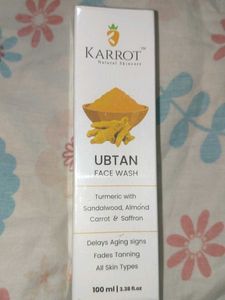 KARROT™
Natural Skincare
UBTAN
FACE WASH
Turmeric with
Sandalwood, Almond
Carrot & Saffron
Delays Aging signs
Fades Tanning
All Skin Types
100 ml | 3.38 fl.oz